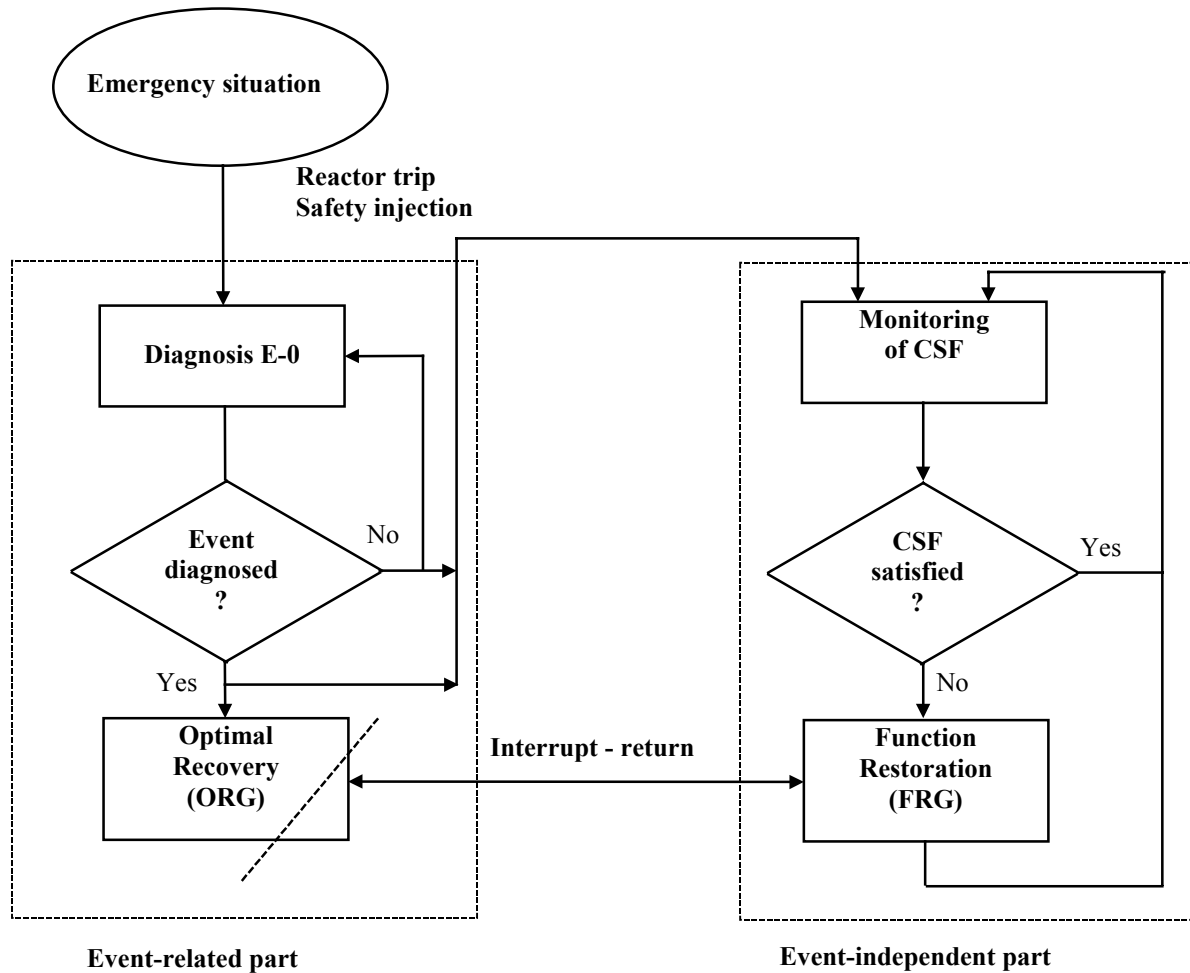 Emergency situation
Reactor trip
Safety injection
Diagnosis E-0
Event
diagnosed
?
No
Yes
Optimal
Recovery
(ORG)
Event-related part
Interrupt - return
Monitoring
of CSF
CSF
satisfied
?
Yes
No
Function
Restoration
(FRG)
Event-independent part